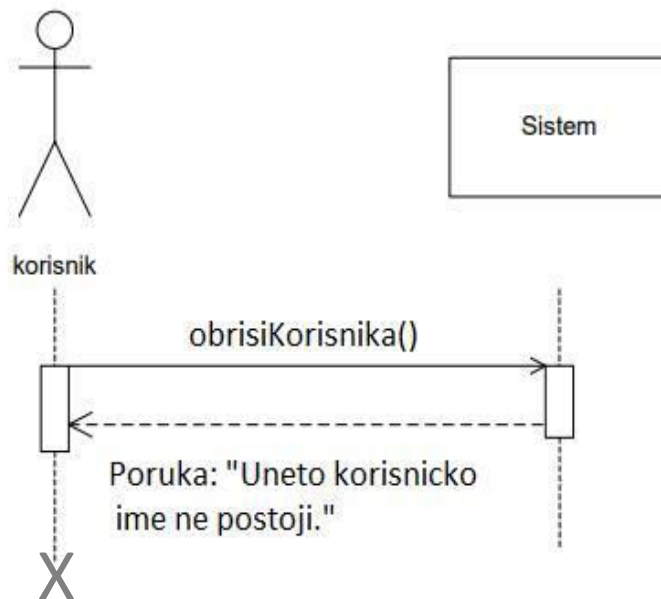 Sistem
korisnik
obrisiKorisnika()
Poruka: "Uneto korisnicko
ime ne postoji."
X